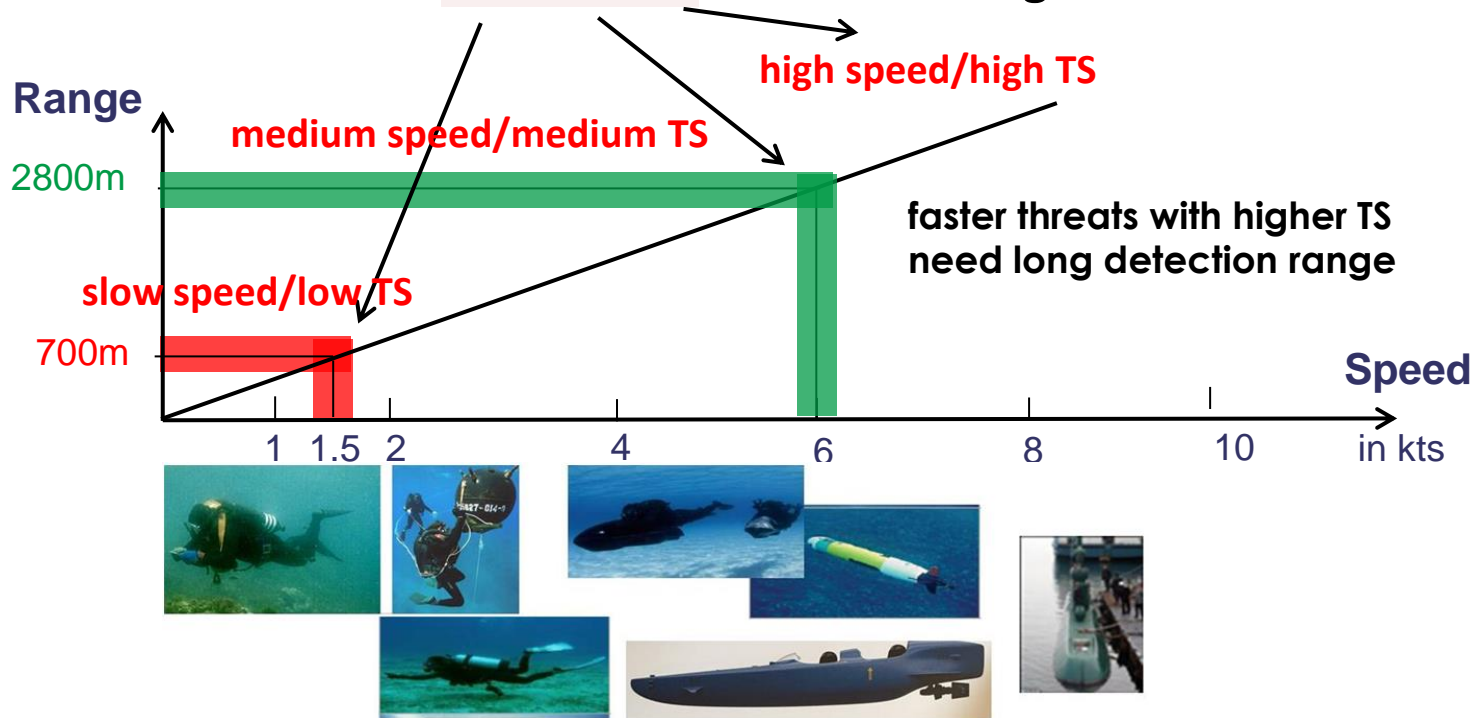 high speed/high TS
Range
medium speed/medium TS
2800m
faster threats with higher TS
need long detection range
slow speed/low TS
700m
Speed
1 1.5 2 4 6 8 10 in kts